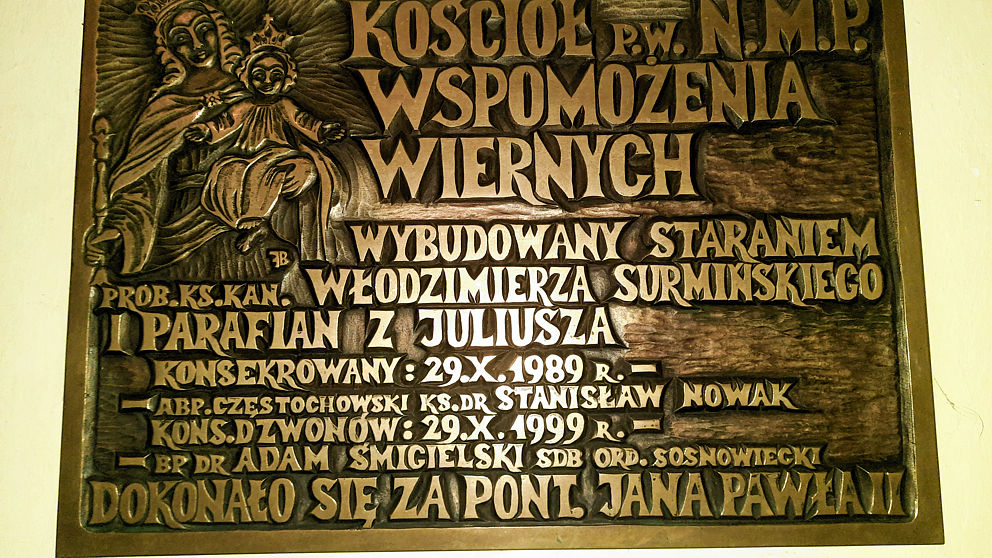 KOŚCIÓŁ P.W. N.M.P.
WSPOMOŻENIA
WIERNYCH
WYBUDOWANY STARANIEM
PROB.KS.KAN. WŁODZIMIERZA SURMIŃSKIEGO
I PARAFIAN Z JULIUSZA
KONSEKROWANY: 29.X.1989 R.—
— ABP.CZĘSTOCHOWSKI KS.DR STANISŁAW NOWAK
KONS.DZWONÓW: 29.X.1999 R.—
— BP DR ADAM ŚMIGIELSKI SDB ORD. SOSNOWIECKI
DOKONAŁO SIĘ ZA PONT. JANA PAWŁA II